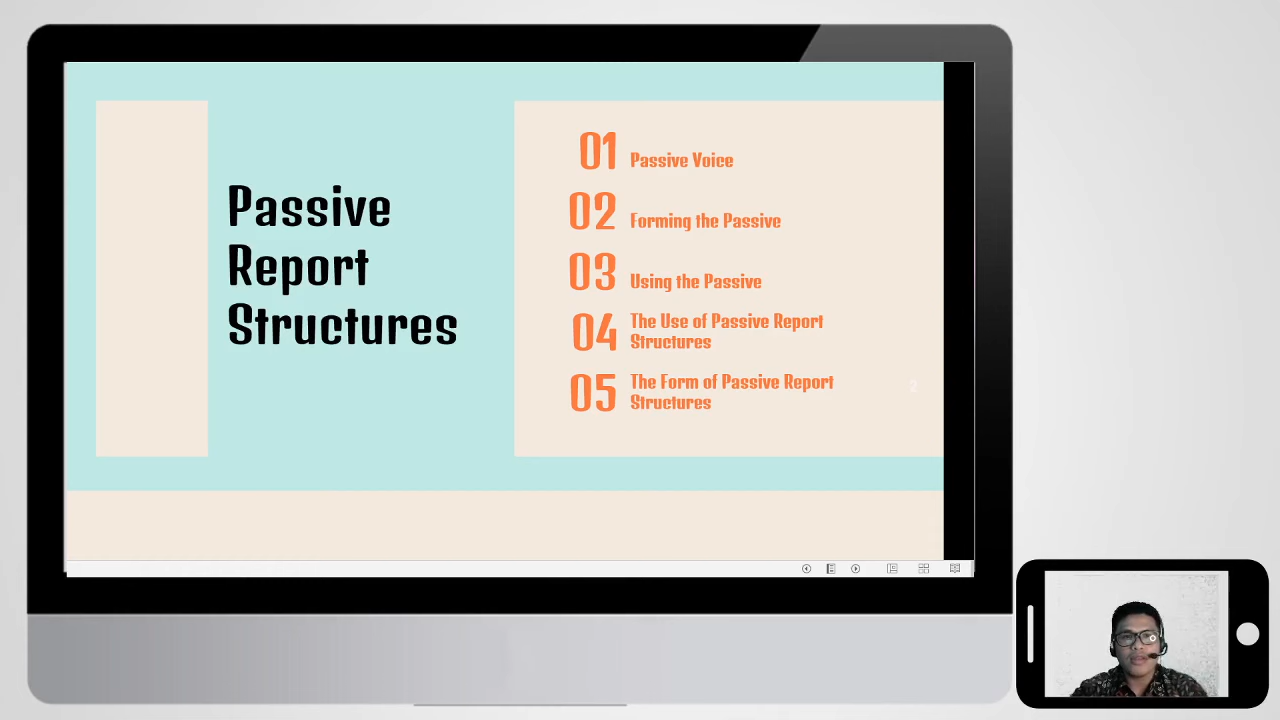 Passive
Report
Structures
01 Passive Voice
02 Forming the Passive
03 Using the Passive
04 The Use of Passive Report
Structures
05 The Form of Passive Report
Structures
2